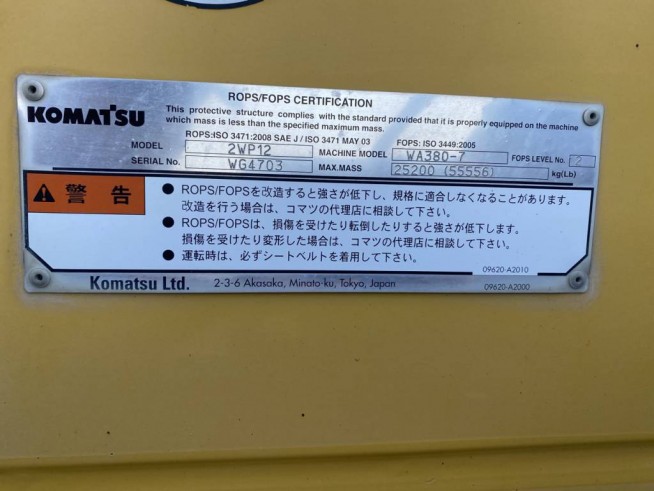 ROPS/FOPS CERTIFICATION
KOMATSU
This protective structure complies with the standard provided that it is properly equipped on the machine
which mass is less than the specified maximum mass.
ROPS:ISO 3471:2008 SAE J / ISO 3471 MAY 03 FOPS: ISO 3449:2005
MODEL 2WP12 MACHINE MODEL WA380-7 FOPS LEVEL No. 2
SERIAL No. WG4703 MAX.MASS 25200 (55556) kg(Lb)
警告
● ROPS/FOPSを改造すると強さが低下し、規格に適合しなくなることがあります。
改造を行う場合は、コマツの代理店に相談して下さい。
● ROPS/FOPSは、損傷を受けたり転倒したりすると強さが低下します。
損傷を受けたり変形した場合は、コマツの代理店に相談して下さい。
● 運転時は、必ずシートベルトを着用して下さい。
09620-A2010
Komatsu Ltd. 2-3-6 Akasaka, Minato-ku, Tokyo, Japan 09620-A2000